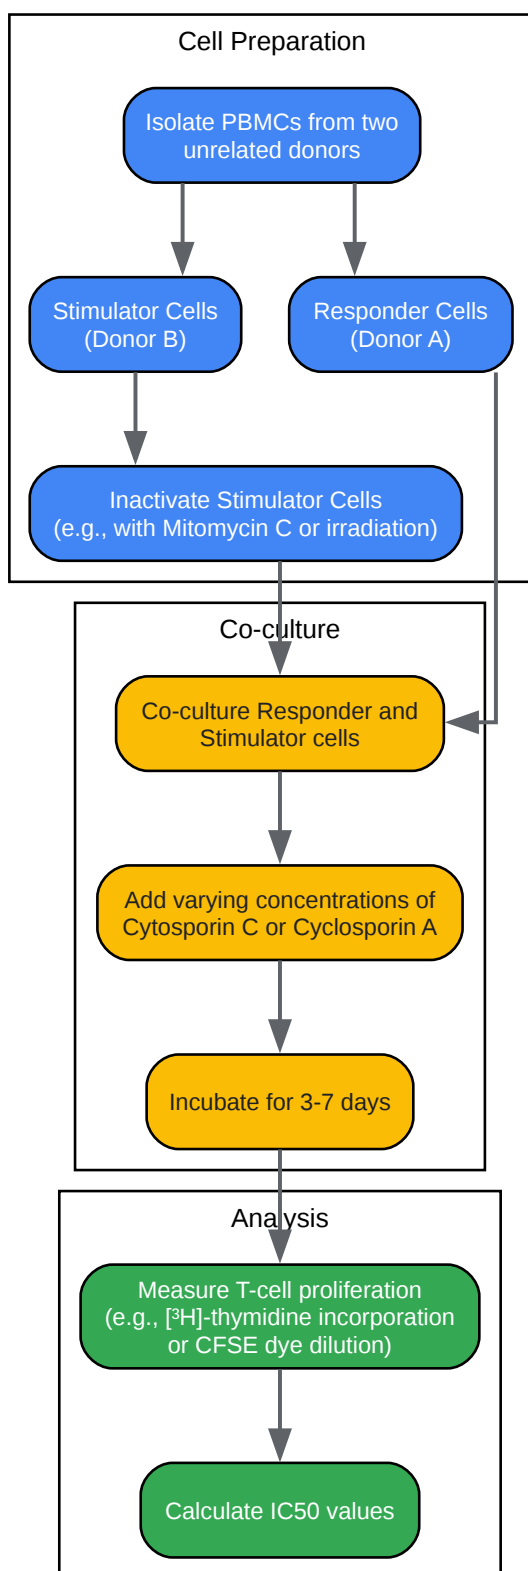 Cell Preparation
Isolate PBMCs from two
unrelated donors
Stimulator Cells
(Donor B)
Responder Cells
(Donor A)
Inactivate Stimulator Cells
(e.g., with Mitomycin C or irradiation)
Co-culture
Co-culture Responder and
Stimulator cells
Add varying concentrations of
Cytosporin C or Cyclosporin A
Incubate for 3-7 days
Analysis
Measure T-cell proliferation
(e.g., [³H]-thymidine incorporation
or CFSE dye dilution)
Calculate IC50 values